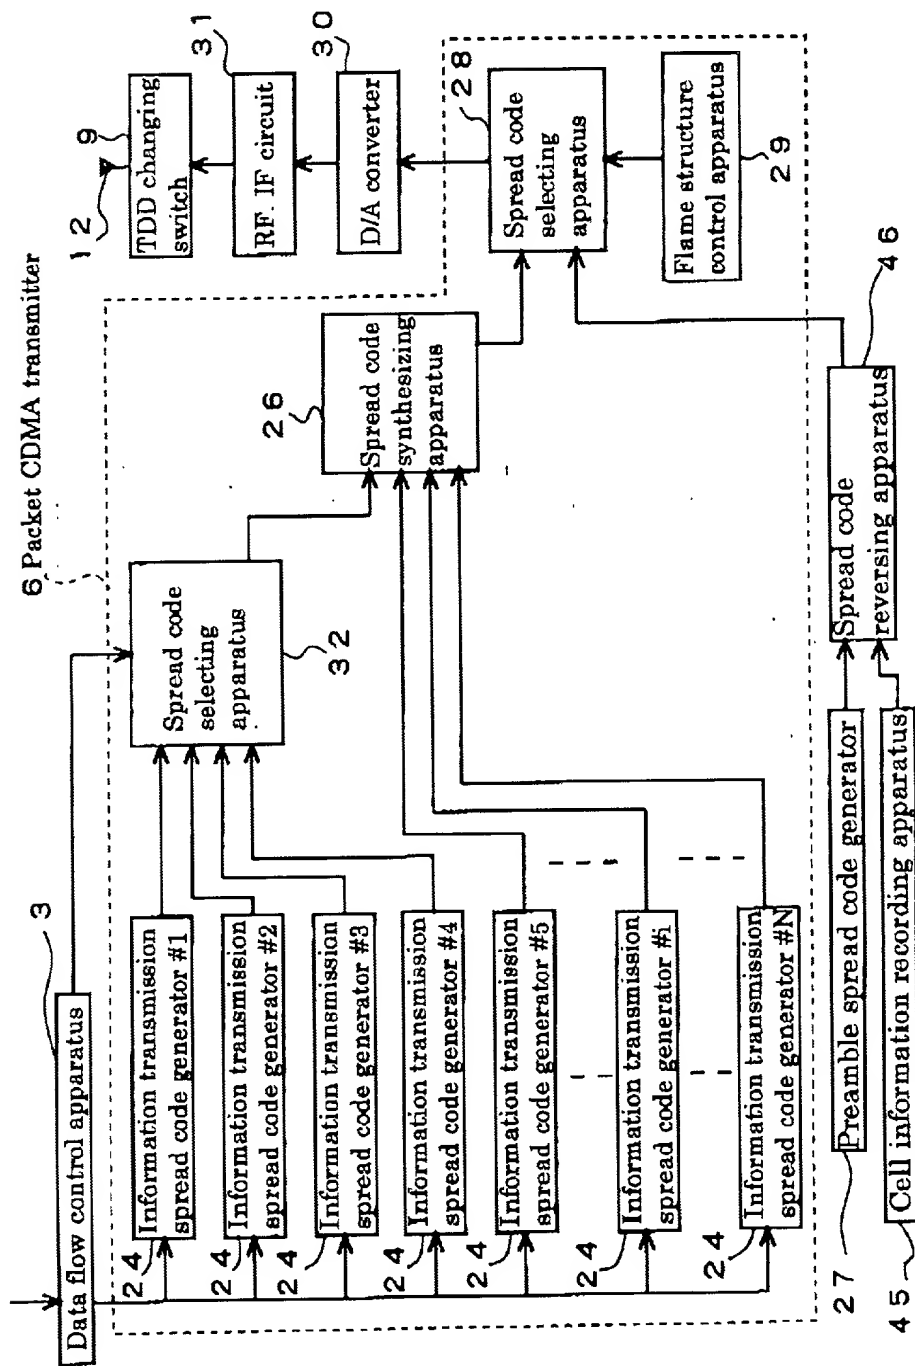 6 Packet CDMA transmitter
3
Data flow control apparatus
24
Information transmission
spread code generator #1
24
Information transmission
spread code generator #2
24
Information transmission
spread code generator #3
24
Information transmission
spread code generator #4
24
Information transmission
spread code generator #5
24
Information transmission
spread code generator #i
24
Information transmission
spread code generator #N
Spread code
selecting
apparatus
32
26
Spread code
synthesizing
apparatus
12
9
TDD changing
switch
31
RF. IF circuit
30
D/A converter
28
Spread code
selecting
apparatus
Flame structure
control apparatus
29
27
Preamble spread code generator
45
Cell information recording apparatus
Spread code
reversing apparatus
46